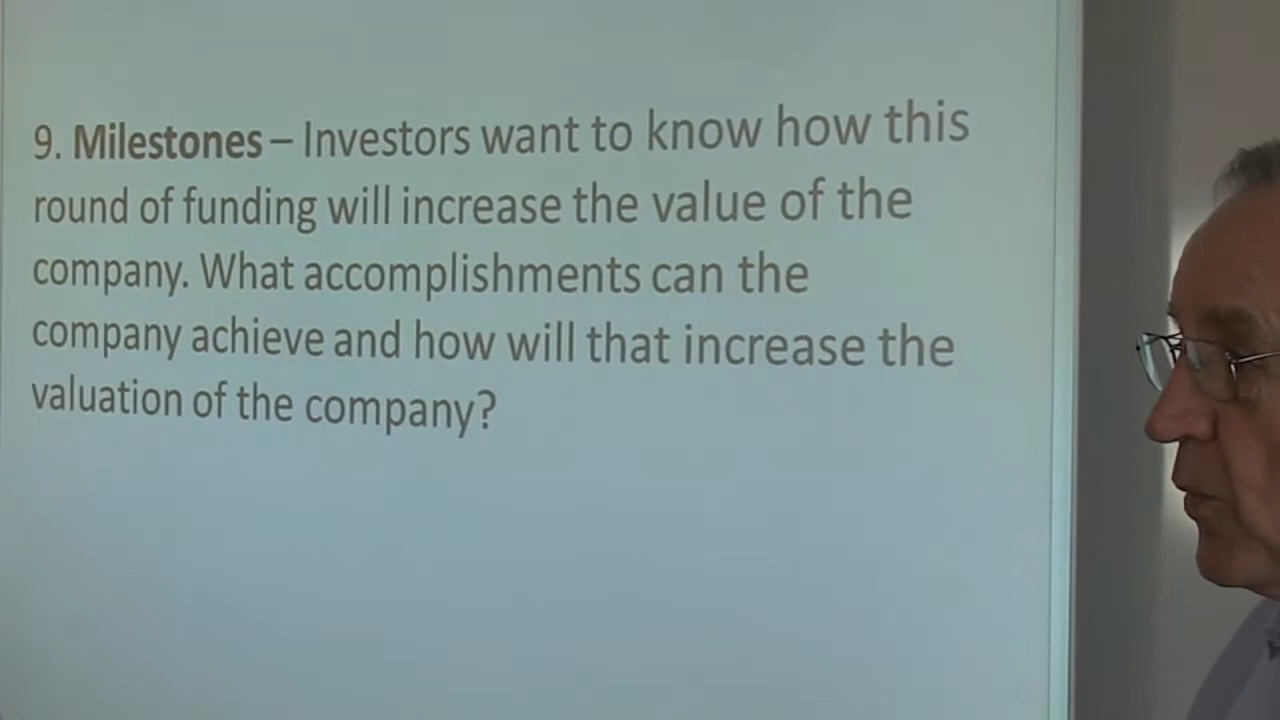 9. Milestones – Investors want to know how this
round of funding will increase the value of the
company. What accomplishments can the
company achieve and how will that increase the
valuation of the company?